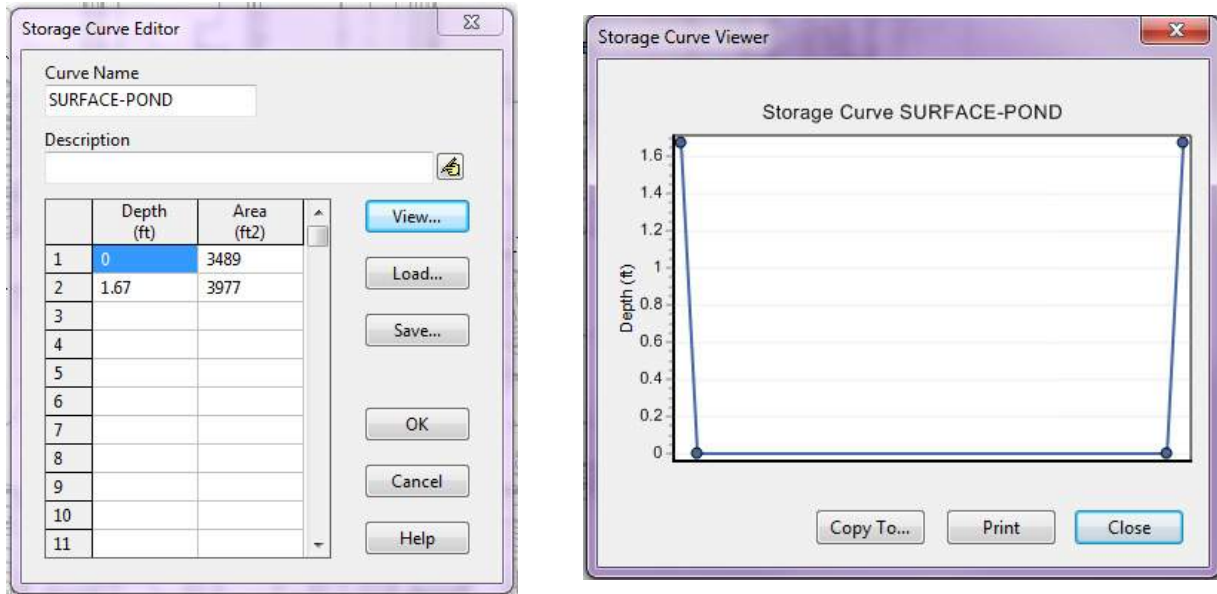 Storage Curve Editor
Curve Name
SURFACE-POND
Description
Depth (ft) Area (ft2)
1 0 3489
2 1.67 3977
3
4
5
6
7
8
9
10
11
View...
Load...
Save...
OK
Cancel
Help
Storage Curve Viewer
Storage Curve SURFACE-POND
Depth (ft)
1.6
1.4
1.2
1
0.8
0.6
0.4
0.2
0
Copy To...
Print
Close